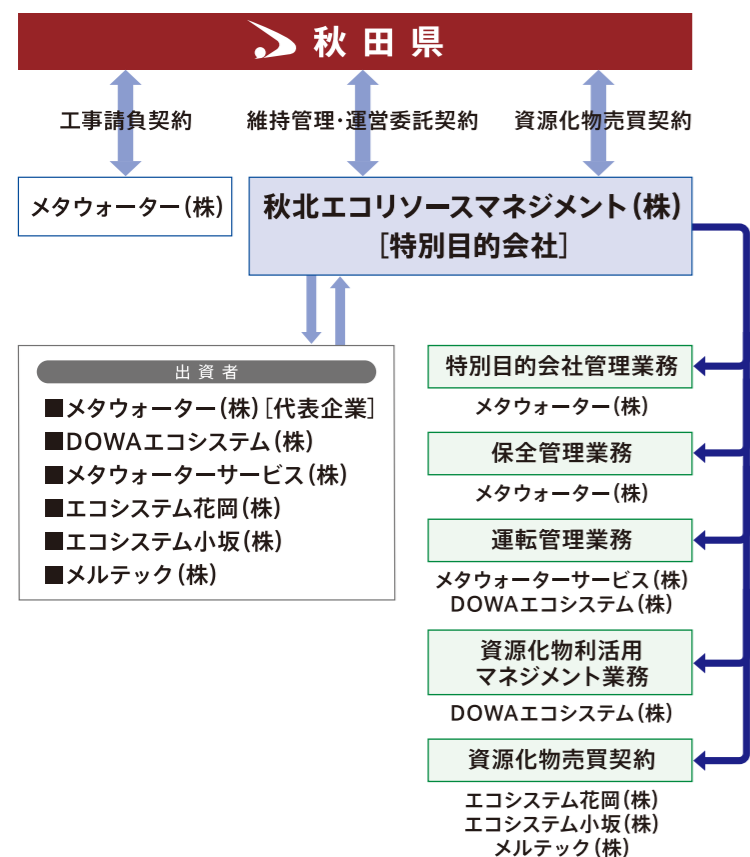 秋田県
工事請負契約
維持管理・運営委託契約
資源化物売買契約
メタウォーター(株)
秋北エコリソースマネジメント(株)
[特別目的会社]
出資者
■メタウォーター(株)[代表企業]
■DOWAエコシステム(株)
■メタウォーターサービス(株)
■エコシステム花岡(株)
■エコシステム小坂(株)
■メルテック(株)
特別目的会社管理業務
メタウォーター(株)
保全管理業務
メタウォーター(株)
運転管理業務
メタウォーターサービス(株)
DOWAエコシステム(株)
資源化物利活用
マネジメント業務
DOWAエコシステム(株)
資源化物売買契約
エコシステム花岡(株)
エコシステム小坂(株)
メルテック(株)